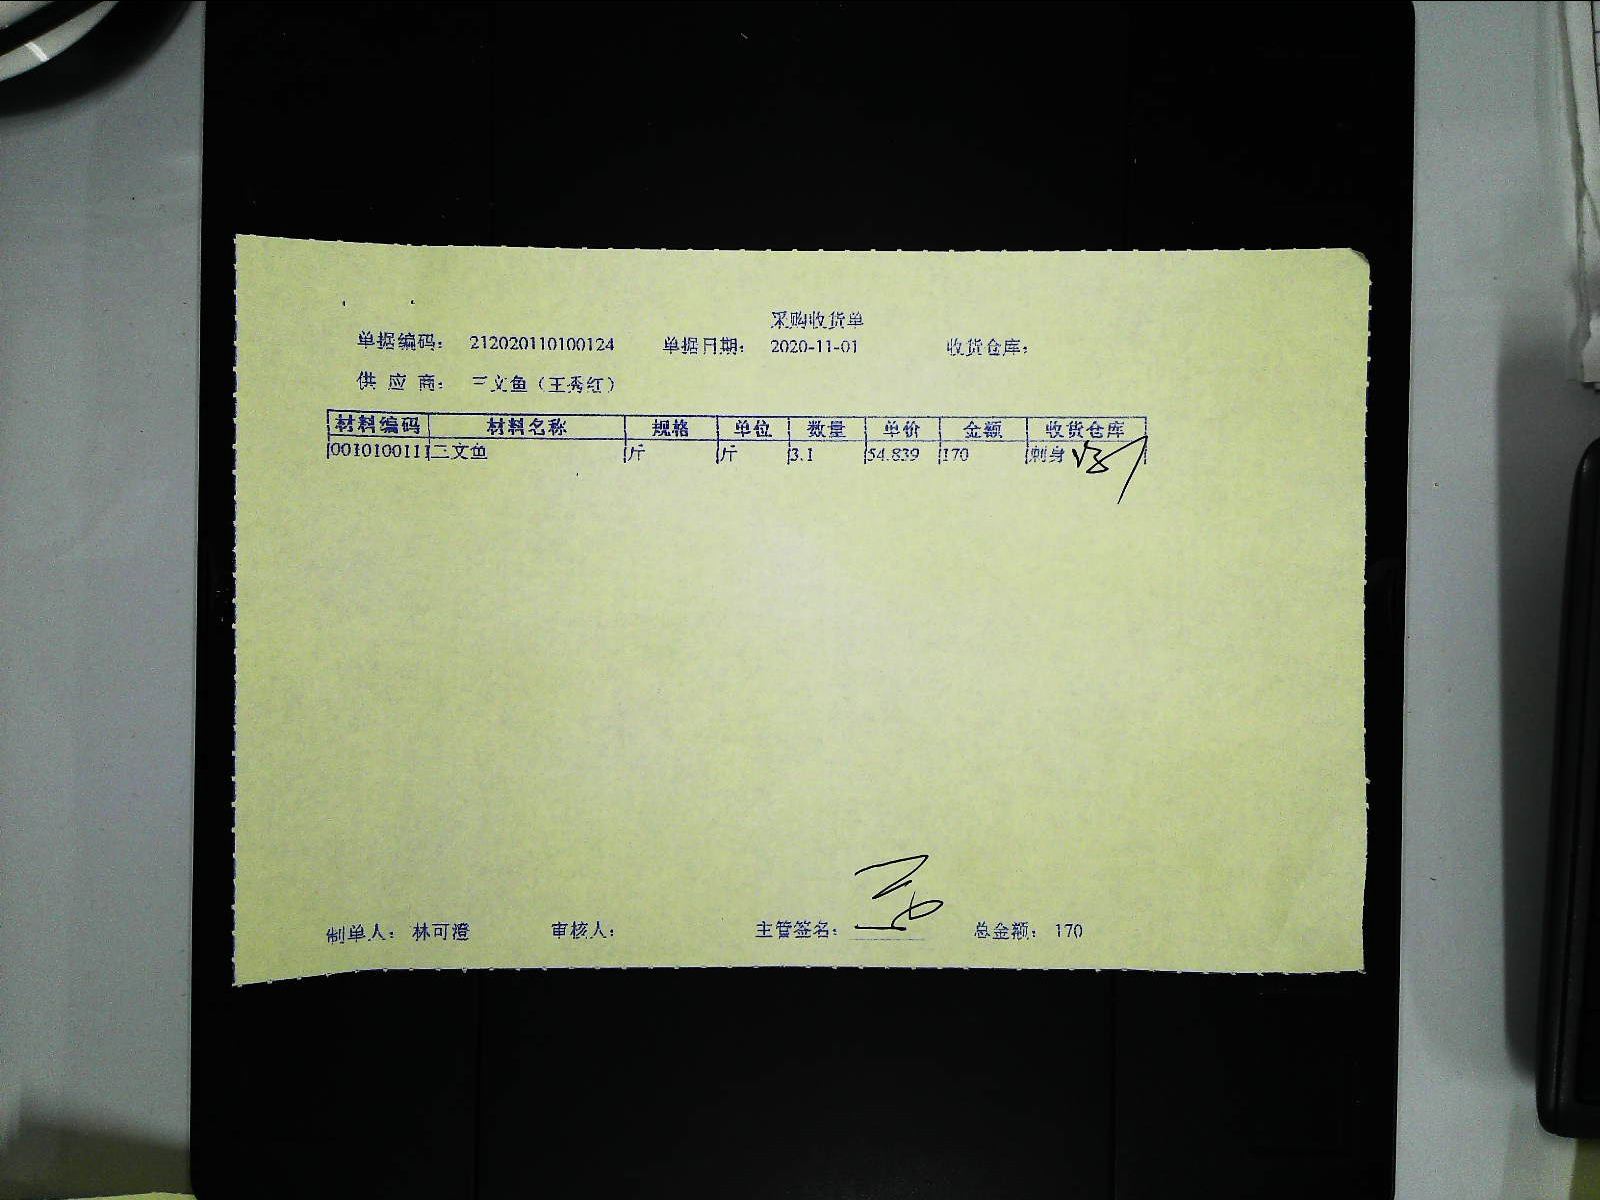 采购收货单
单据编码： 212020110100124 单据日期： 2020-11-01 收货仓库：
供 应 商： 三文鱼（王秀红）
材料编码 材料名称 规格 单位 数量 单价 金额 收货仓库
0010100111 三文鱼 斤 斤 3.1 54.839 170 刺身
制单人： 林可澄 审核人： 主管签名： 总金额： 170